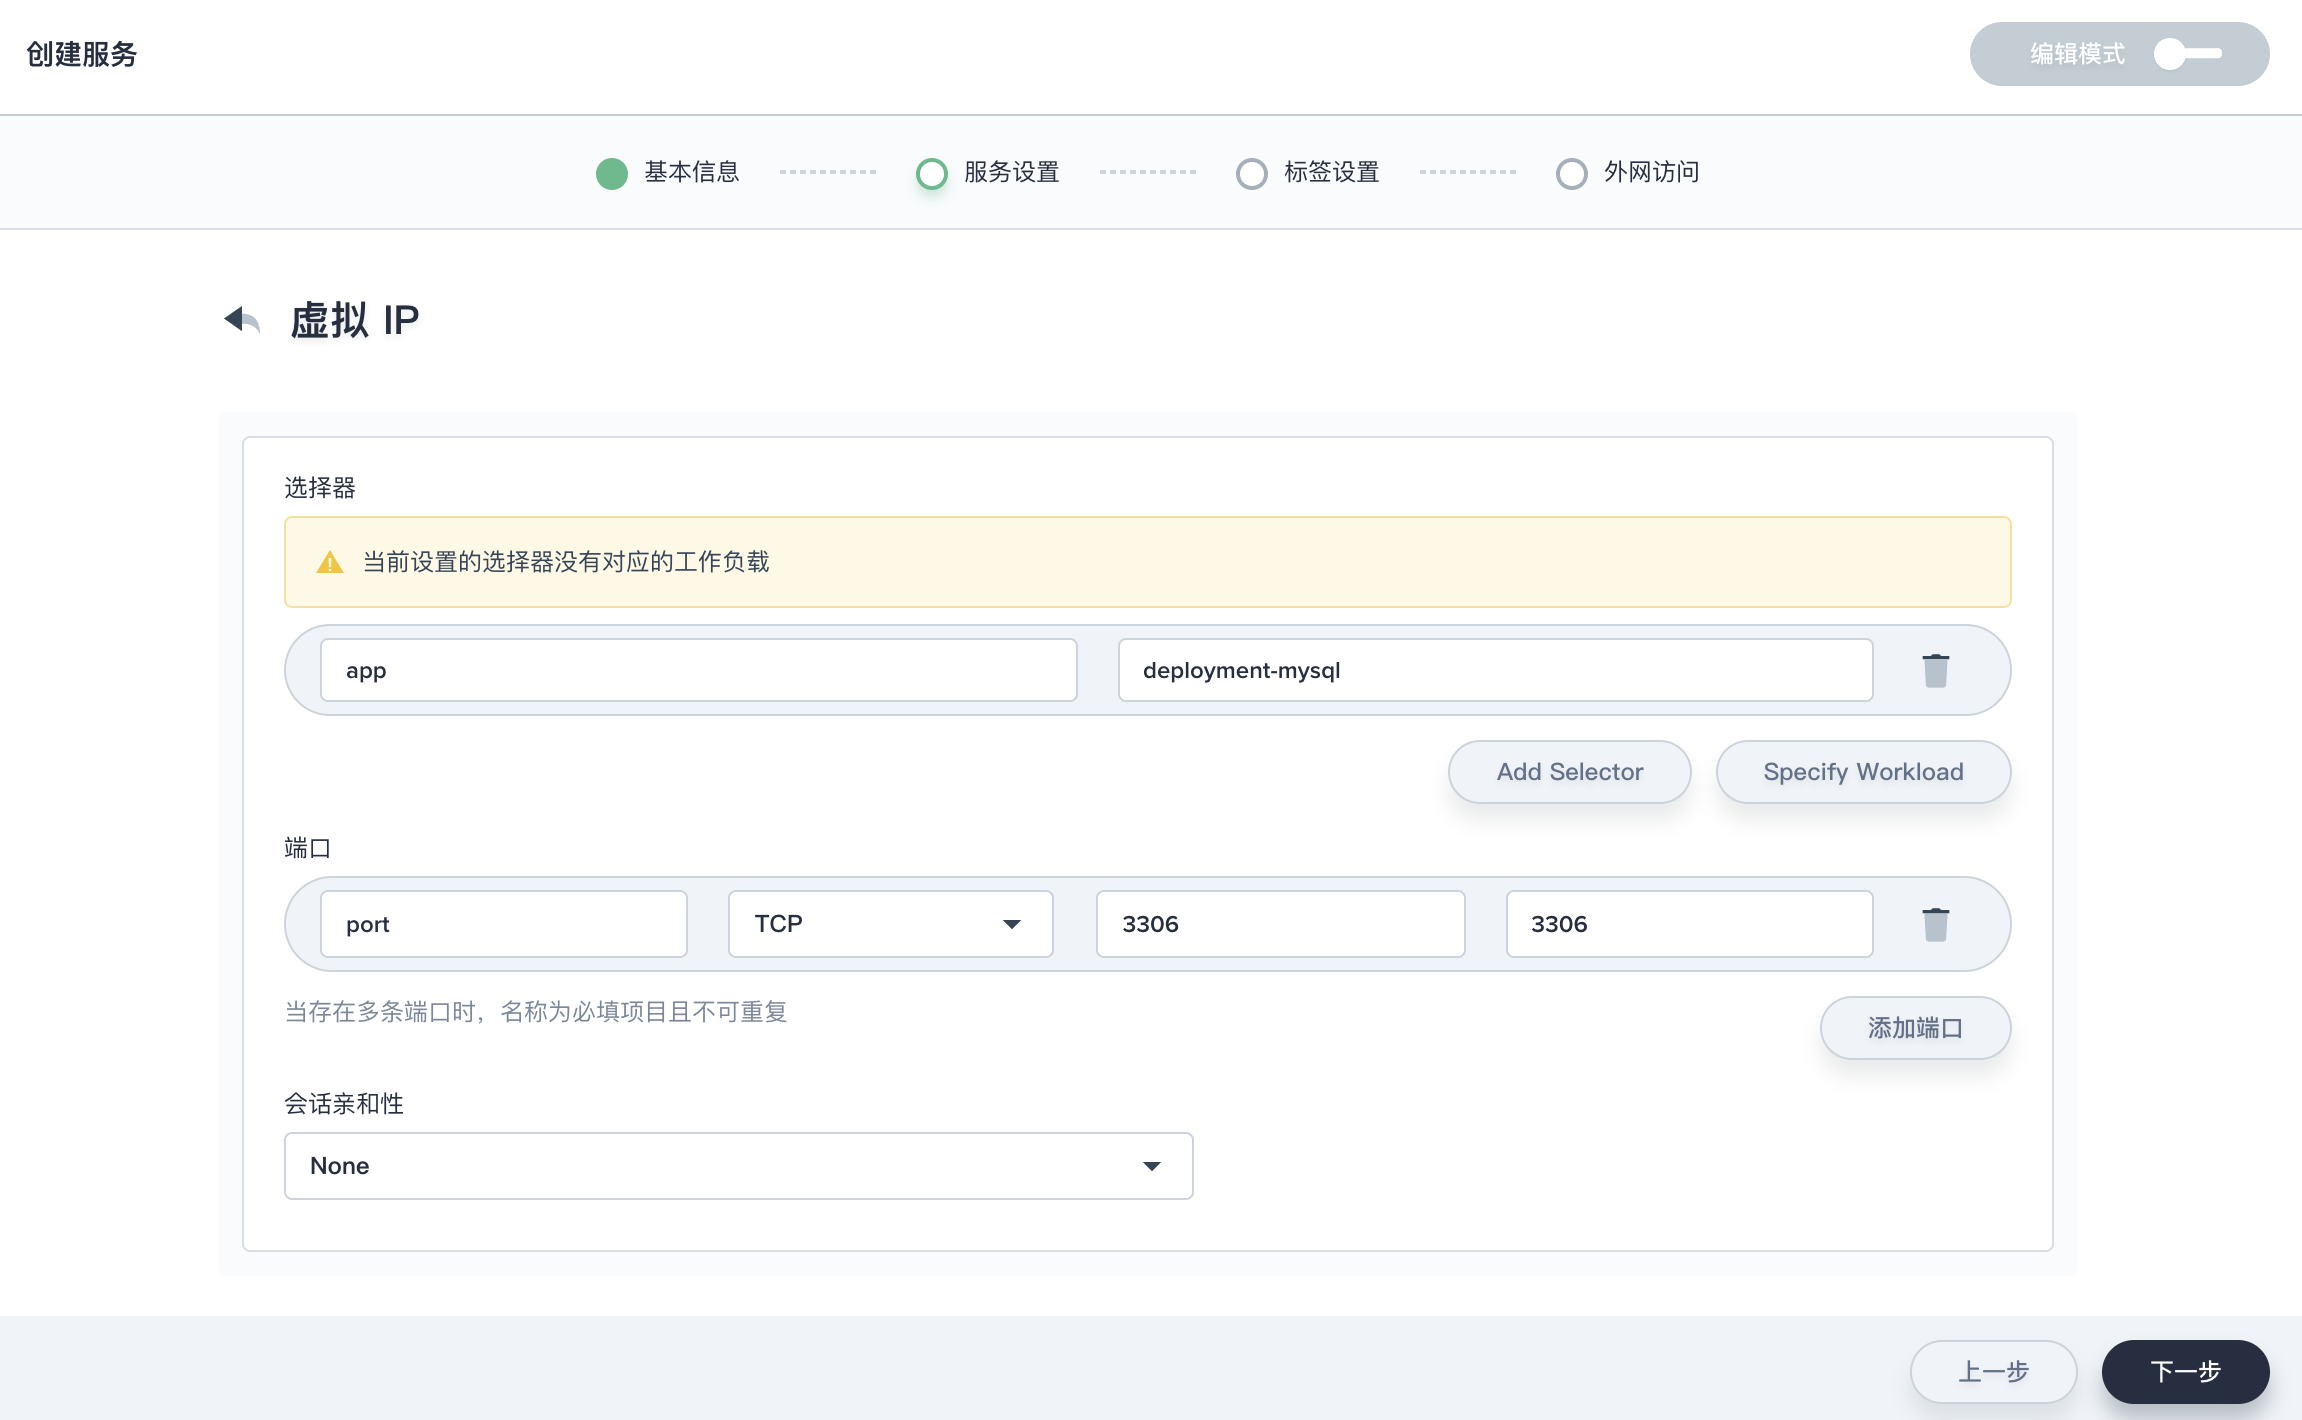 创建服务
编辑模式
基本信息
服务设置
标签设置
外网访问
虚拟 IP
选择器
当前设置的选择器没有对应的工作负载
app
deployment-mysql
Add Selector
Specify Workload
端口
port
TCP
3306
3306
当存在多条端口时，名称为必填项目且不可重复
添加端口
会话亲和性
None
上一步
下一步